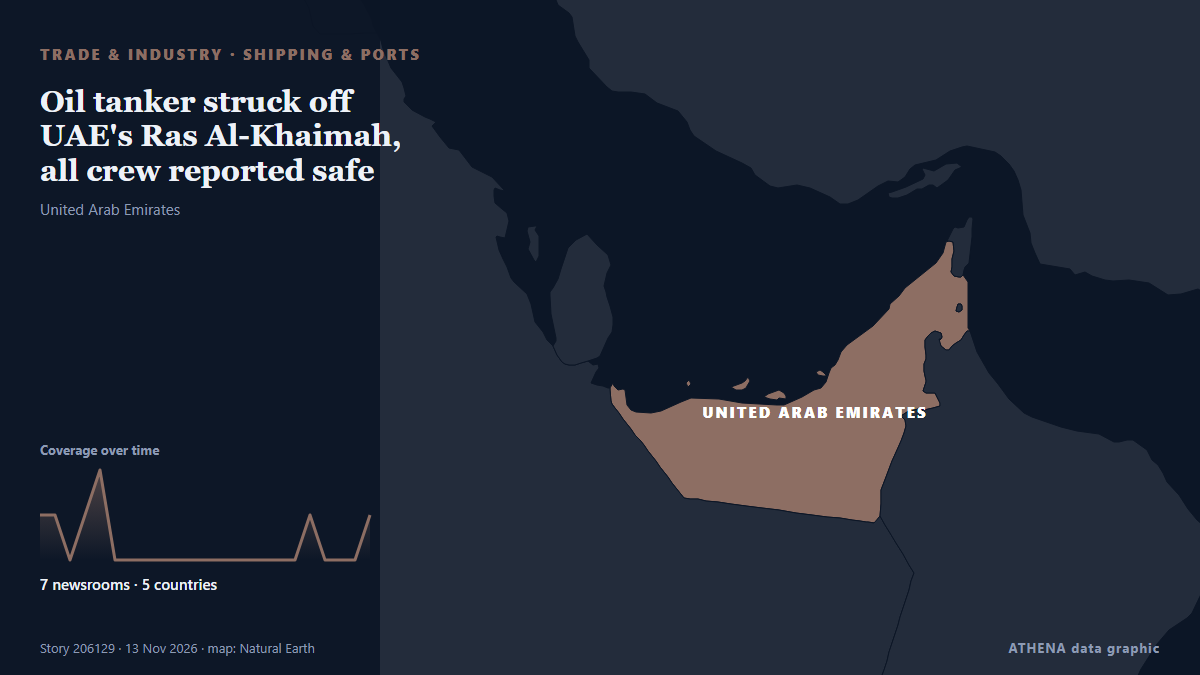 TRADE & INDUSTRY · SHIPPING & PORTS
Oil tanker struck off
UAE's Ras Al-Khaimah,
all crew reported safe
United Arab Emirates
UNITED ARAB EMIRATES
Coverage over time
7 newsrooms · 5 countries
Story 206129 · 13 Nov 2026 · map: Natural Earth
ATHENA data graphic